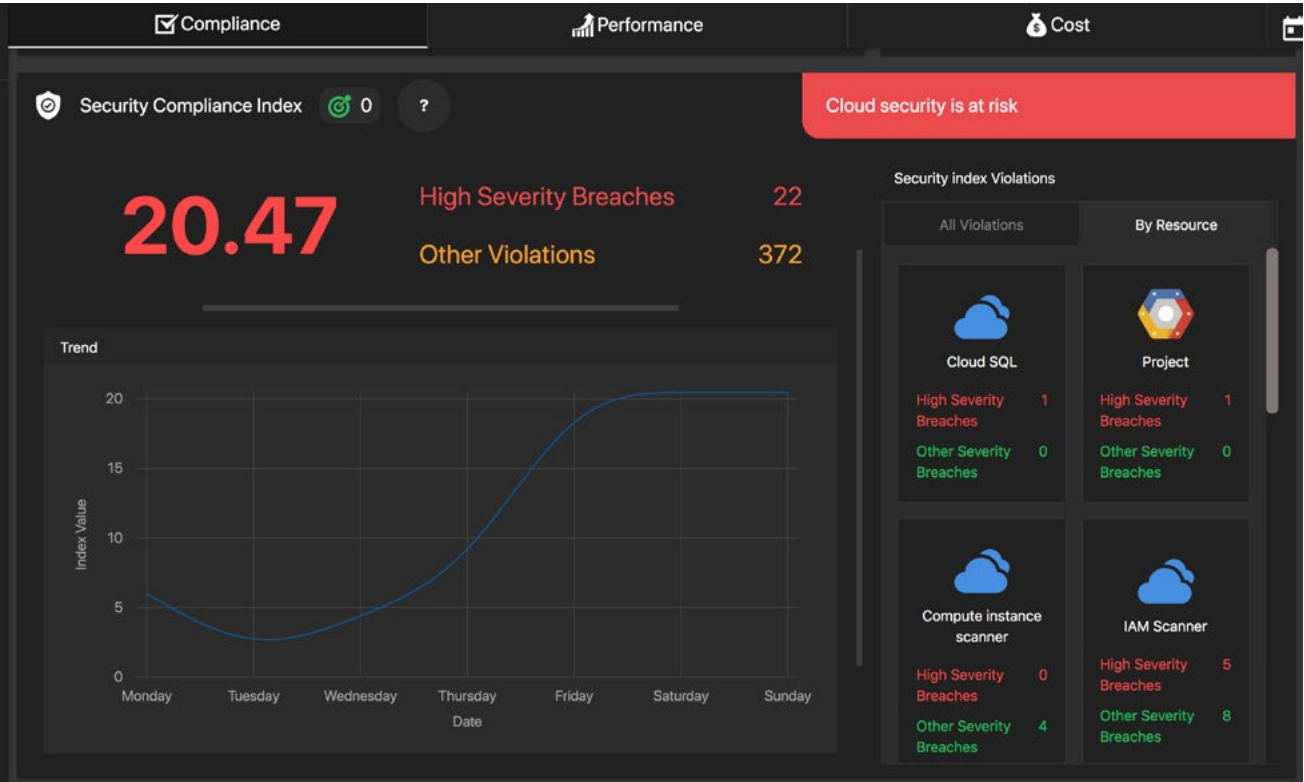 Compliance
Performance
Cost
Security Compliance Index
0
?
Cloud security is at risk
20.47
High Severity Breaches 22
Other Violations 372
Trend
20
15
10
5
0
Index Value
Monday Tuesday Wednesday Thursday Friday Saturday Sunday
Date
Security index Violations
All Violations
By Resource
Cloud SQL
High Severity 1
Breaches
Other Severity 0
Breaches
Project
High Severity 1
Breaches
Other Severity 0
Breaches
Compute instance
scanner
High Severity 0
Breaches
Other Severity 4
Breaches
IAM Scanner
High Severity 5
Breaches
Other Severity 8
Breaches